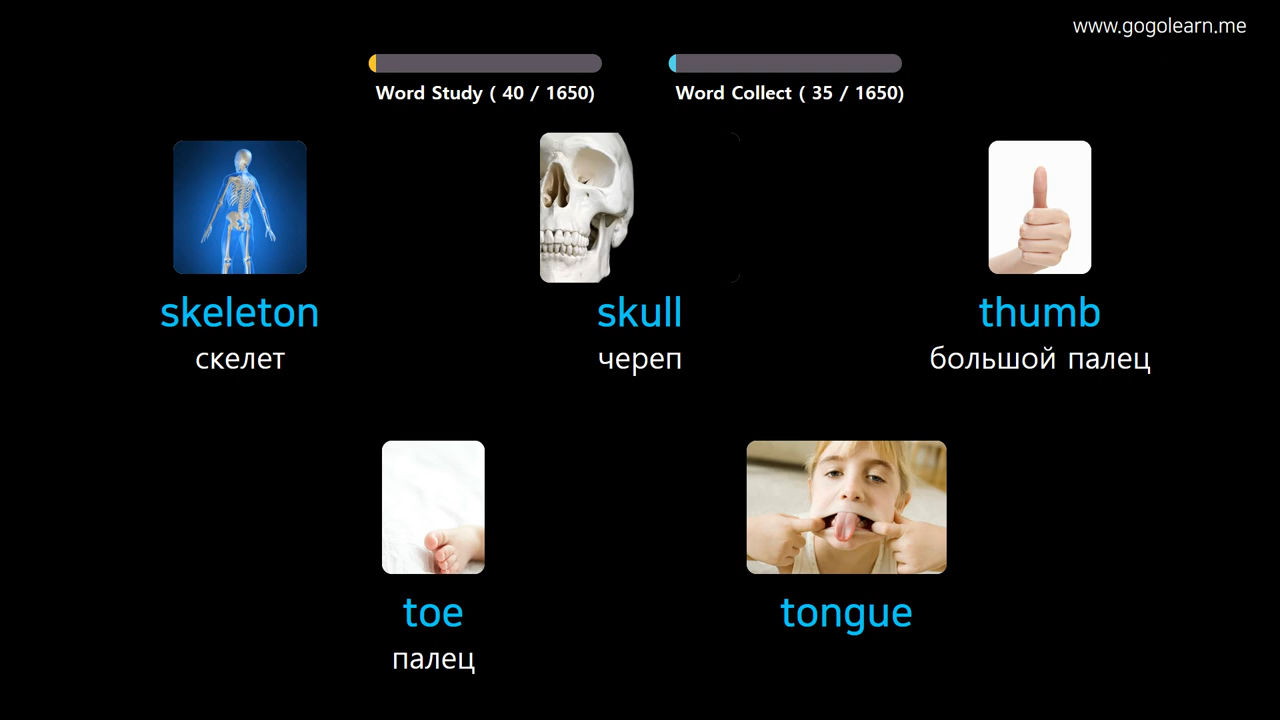 www.gogolearn.me
Word Study ( 40 / 1650)
Word Collect ( 35 / 1650)
skeleton
скелет
skull
череп
thumb
большой палец
toe
палец
tongue